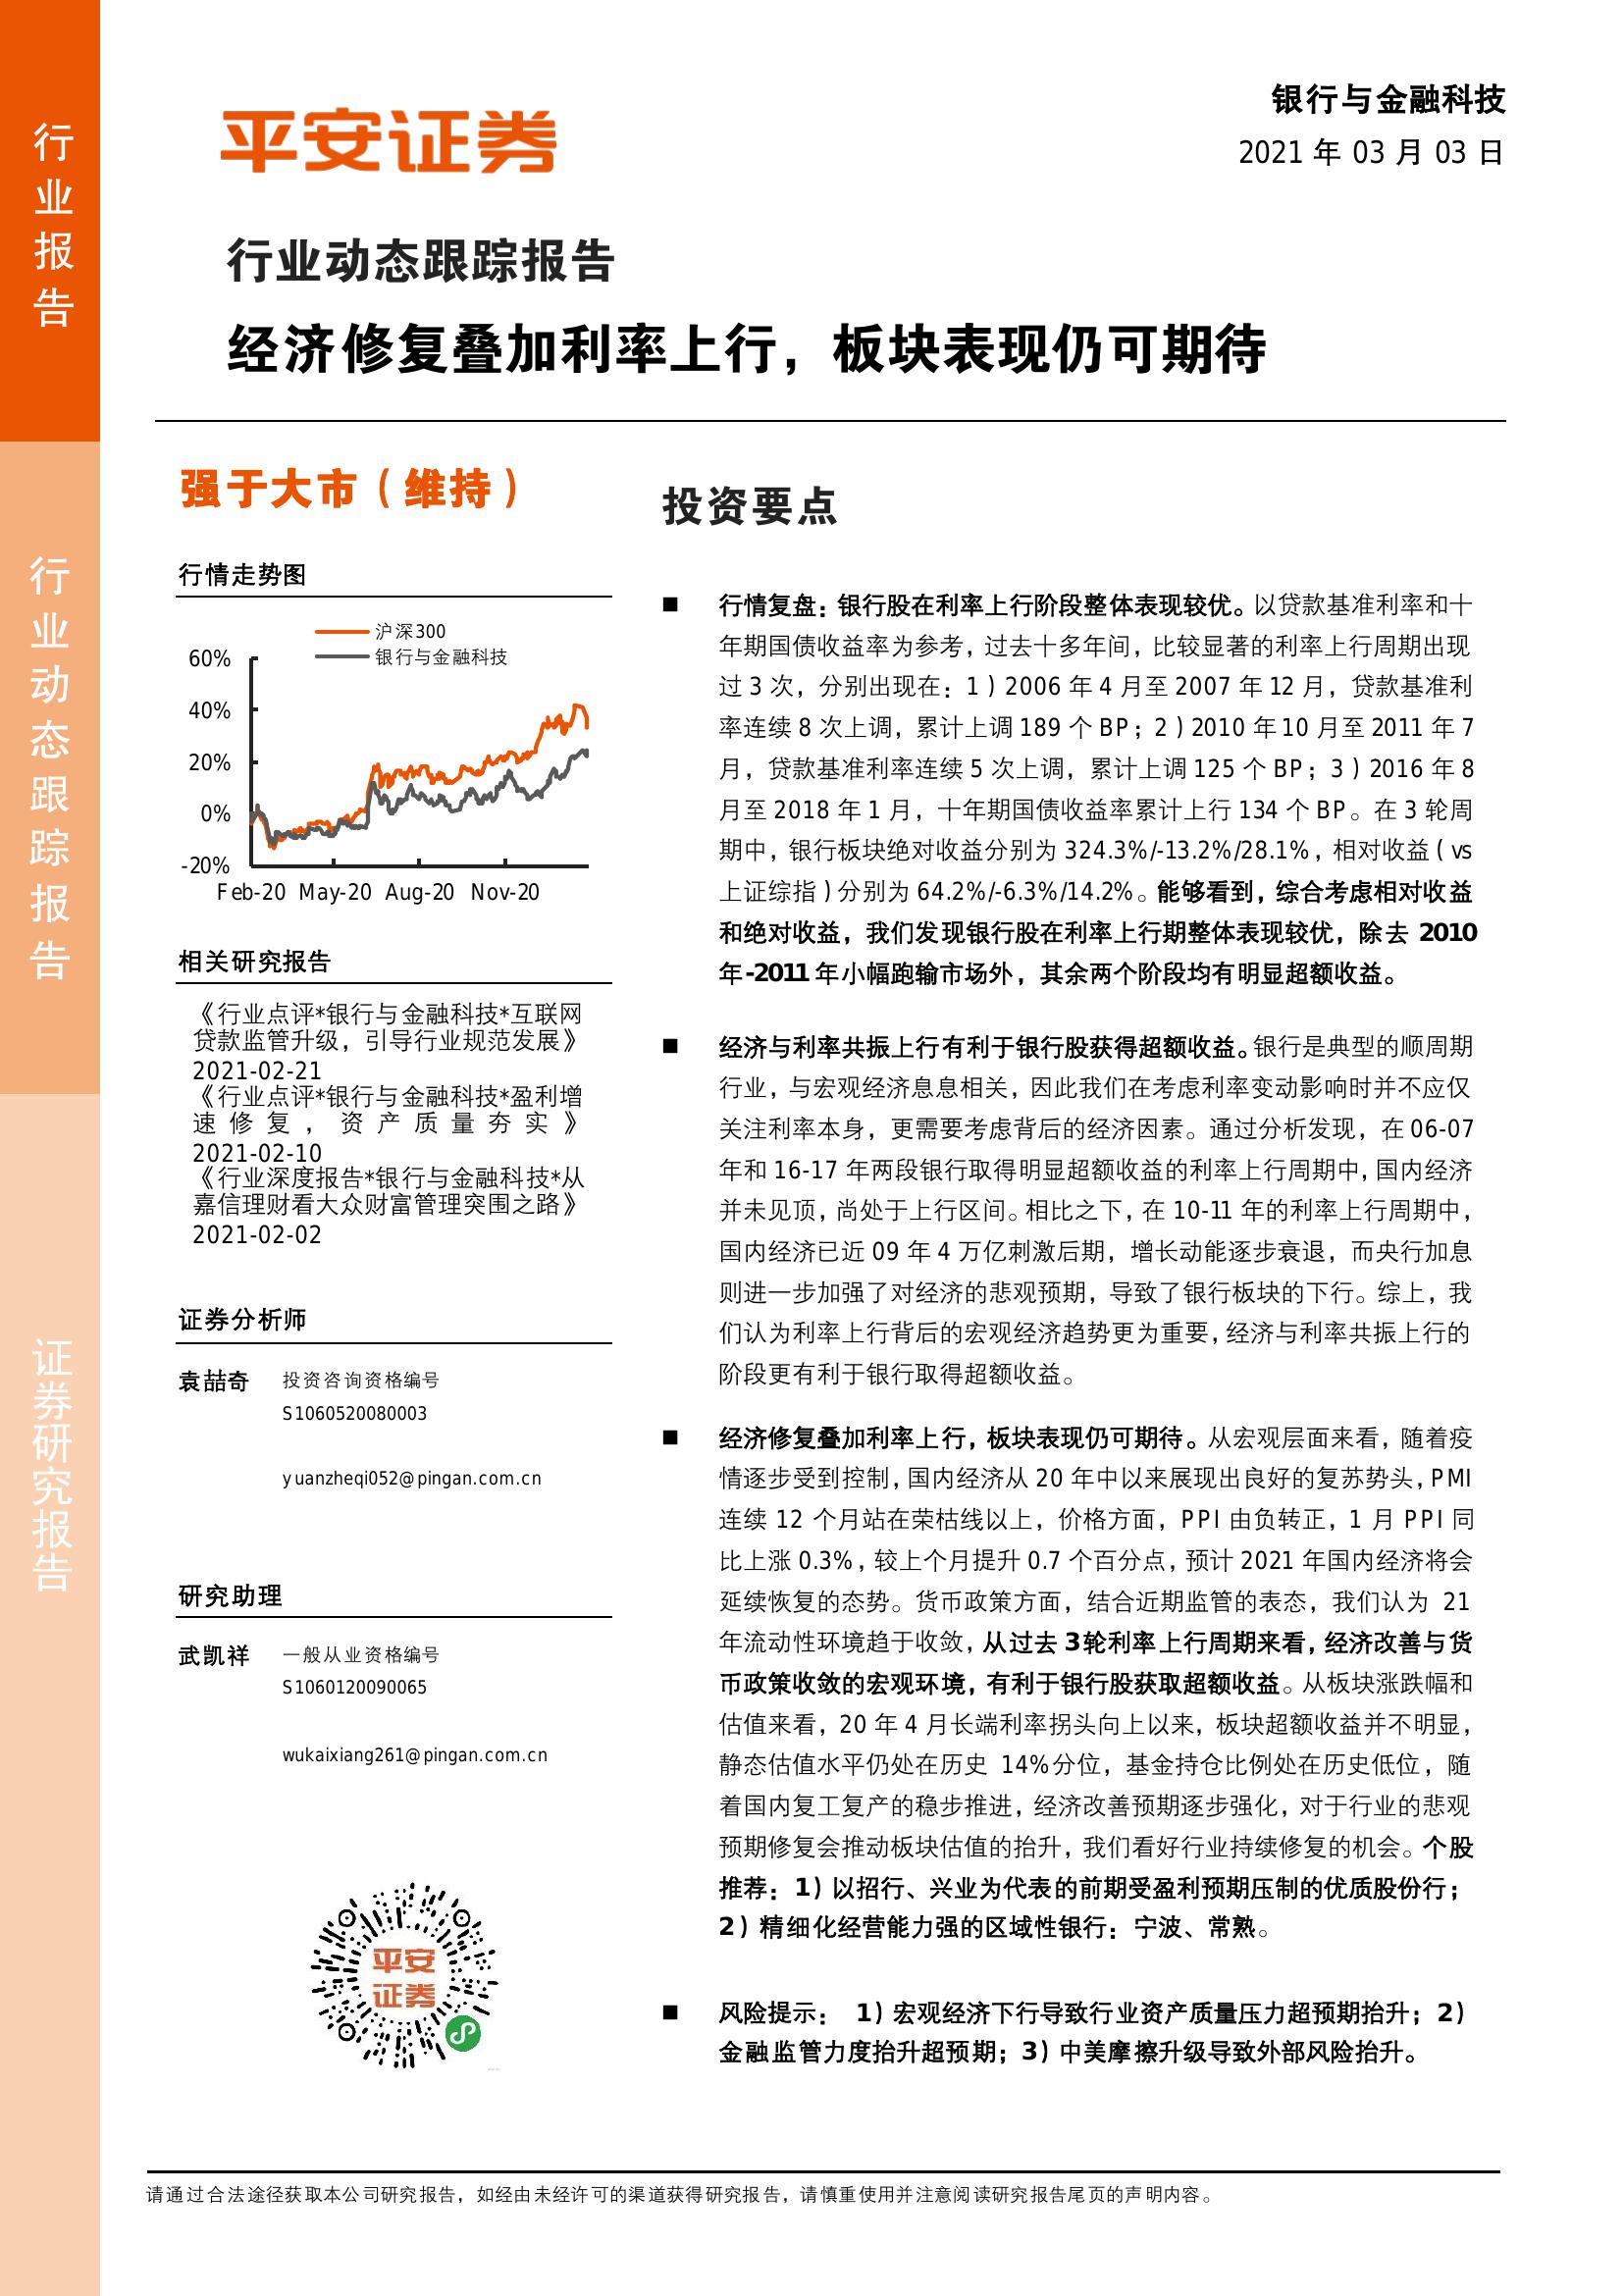 行业报告
行业动态跟踪报告
证券研究报告
平安证券
银行与金融科技
2021 年 03 月 03 日
行业动态跟踪报告
经济修复叠加利率上行，板块表现仍可期待
强于大市（维持）
行情走势图
沪深300
银行与金融科技
60%
40%
20%
0%
-20%
Feb-20 May-20 Aug-20 Nov-20
相关研究报告
《行业点评*银行与金融科技*互联网
贷款监管升级，引导行业规范发展》
2021-02-21
《行业点评*银行与金融科技*盈利增
速修复，资产质量夯实》
2021-02-10
《行业深度报告*银行与金融科技*从
嘉信理财看大众财富管理突围之路》
2021-02-02
证券分析师
袁喆奇 投资咨询资格编号
S1060520080003
yuanzheqi052@pingan.com.cn
研究助理
武凯祥 一般从业资格编号
S1060120090065
wukaixiang261@pingan.com.cn
平安
证券
投资要点
■ 行情复盘：银行股在利率上行阶段整体表现较优。以贷款基准利率和十
年期国债收益率为参考，过去十多年间，比较显著的利率上行周期出现
过 3 次，分别出现在：1）2006 年 4 月至 2007 年 12 月，贷款基准利
率连续 8 次上调，累计上调 189 个 BP；2）2010 年 10 月至 2011 年 7
月，贷款基准利率连续 5 次上调，累计上调 125 个 BP；3）2016 年 8
月至 2018 年 1 月，十年期国债收益率累计上行 134 个 BP。在 3 轮周
期中，银行板块绝对收益分别为 324.3%/-13.2%/28.1%，相对收益（vs
上证综指）分别为 64.2%/-6.3%/14.2%。能够看到，综合考虑相对收益
和绝对收益，我们发现银行股在利率上行期整体表现较优，除去 2010
年-2011 年小幅跑输市场外，其余两个阶段均有明显超额收益。
■ 经济与利率共振上行有利于银行股获得超额收益。银行是典型的顺周期
行业，与宏观经济息息相关，因此我们在考虑利率变动影响时并不应仅
关注利率本身，更需要考虑背后的经济因素。通过分析发现，在 06-07
年和 16-17 年两段银行取得明显超额收益的利率上行周期中，国内经济
并未见顶，尚处于上行区间。相比之下，在 10-11 年的利率上行周期中，
国内经济已近 09 年 4 万亿刺激后期，增长动能逐步衰退，而央行加息
则进一步加强了对经济的悲观预期，导致了银行板块的下行。综上，我
们认为利率上行背后的宏观经济趋势更为重要，经济与利率共振上行的
阶段更有利于银行取得超额收益。
■ 经济修复叠加利率上行，板块表现仍可期待。从宏观层面来看，随着疫
情逐步受到控制，国内经济从 20 年中以来展现出良好的复苏势头，PMI
连续 12 个月站在荣枯线以上，价格方面，PPI 由负转正，1 月 PPI 同
比上涨 0.3%，较上个月提升 0.7 个百分点，预计 2021 年国内经济将会
延续恢复的态势。货币政策方面，结合近期监管的表态，我们认为 21
年流动性环境趋于收敛，从过去 3轮利率上行周期来看，经济改善与货
币政策收敛的宏观环境，有利于银行股获取超额收益。从板块涨跌幅和
估值来看，20 年 4 月长端利率拐头向上以来，板块超额收益并不明显，
静态估值水平仍处在历史 14%分位，基金持仓比例处在历史低位，随
着国内复工复产的稳步推进，经济改善预期逐步强化，对于行业的悲观
预期修复会推动板块估值的抬升，我们看好行业持续修复的机会。个股
推荐：1）以招行、兴业为代表的前期受盈利预期压制的优质股份行；
2）精细化经营能力强的区域性银行：宁波、常熟。
■ 风险提示： 1）宏观经济下行导致行业资产质量压力超预期抬升；2）
金融监管力度抬升超预期；3）中美摩擦升级导致外部风险抬升。
请通过合法途径获取本公司研究报告，如经由未经许可的渠道获得研究报告，请慎重使用并注意阅读研究报告尾页的声明内容。